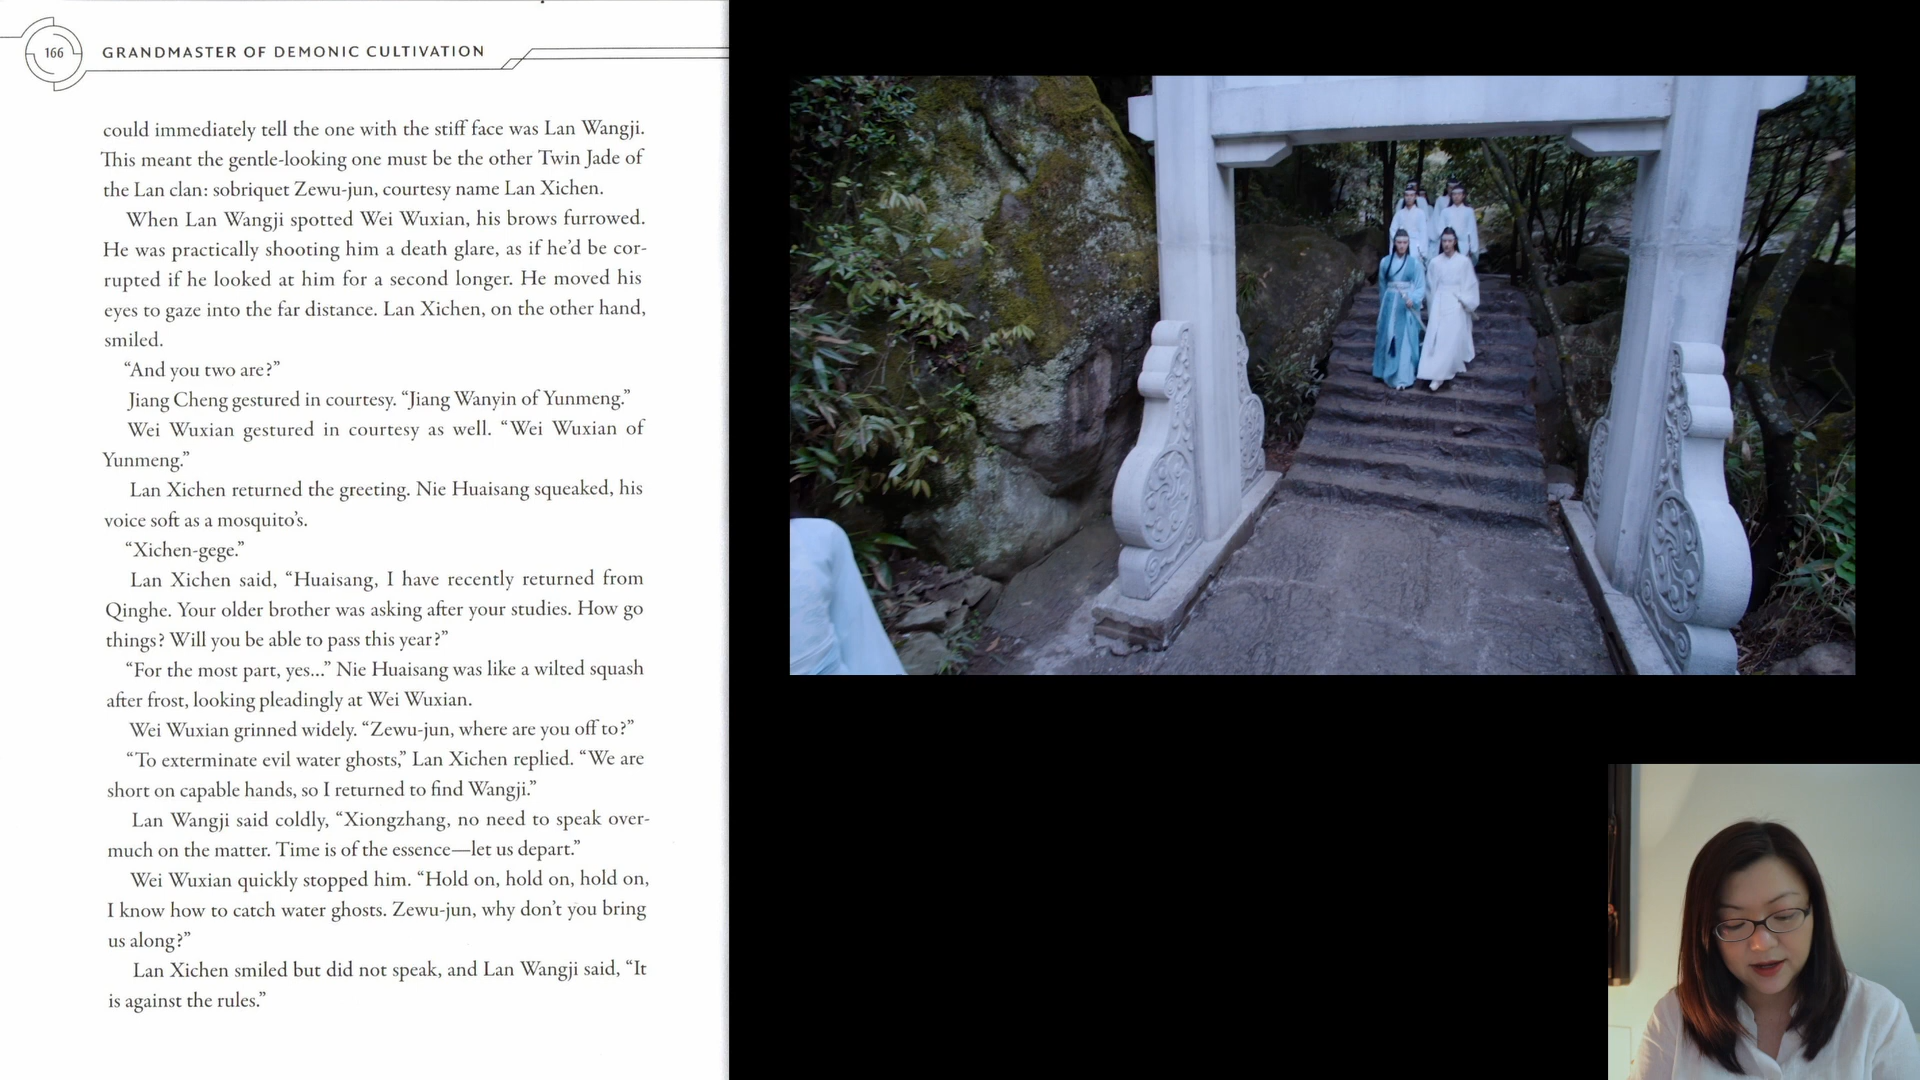 166
GRANDMASTER OF DEMONIC CULTIVATION
could immediately tell the one with the stiff face was Lan Wangji.
This meant the gentle-looking one must be the other Twin Jade of
the Lan clan: sobriquet Zewu-jun, courtesy name Lan Xichen.
When Lan Wangji spotted Wei Wuxian, his brows furrowed.
He was practically shooting him a death glare, as if he’d be cor-
rupted if he looked at him for a second longer. He moved his
eyes to gaze into the far distance. Lan Xichen, on the other hand,
smiled.
“And you two are?”
Jiang Cheng gestured in courtesy. “Jiang Wanyin of Yunmeng.”
Wei Wuxian gestured in courtesy as well. “Wei Wuxian of
Yunmeng.”
Lan Xichen returned the greeting. Nie Huaisang squeaked, his
voice soft as a mosquito’s.
“Xichen-gege.”
Lan Xichen said, “Huaisang, I have recently returned from
Qinghe. Your older brother was asking after your studies. How go
things? Will you be able to pass this year?”
“For the most part, yes...” Nie Huaisang was like a wilted squash
after frost, looking pleadingly at Wei Wuxian.
Wei Wuxian grinned widely. “Zewu-jun, where are you off to?”
“To exterminate evil water ghosts,” Lan Xichen replied. “We are
short on capable hands, so I returned to find Wangji.”
Lan Wangji said coldly, “Xiongzhang, no need to speak over-
much on the matter. Time is of the essence—let us depart.”
Wei Wuxian quickly stopped him. “Hold on, hold on, hold on,
I know how to catch water ghosts. Zewu-jun, why don’t you bring
us along?”
Lan Xichen smiled but did not speak, and Lan Wangji said, “It
is against the rules.”